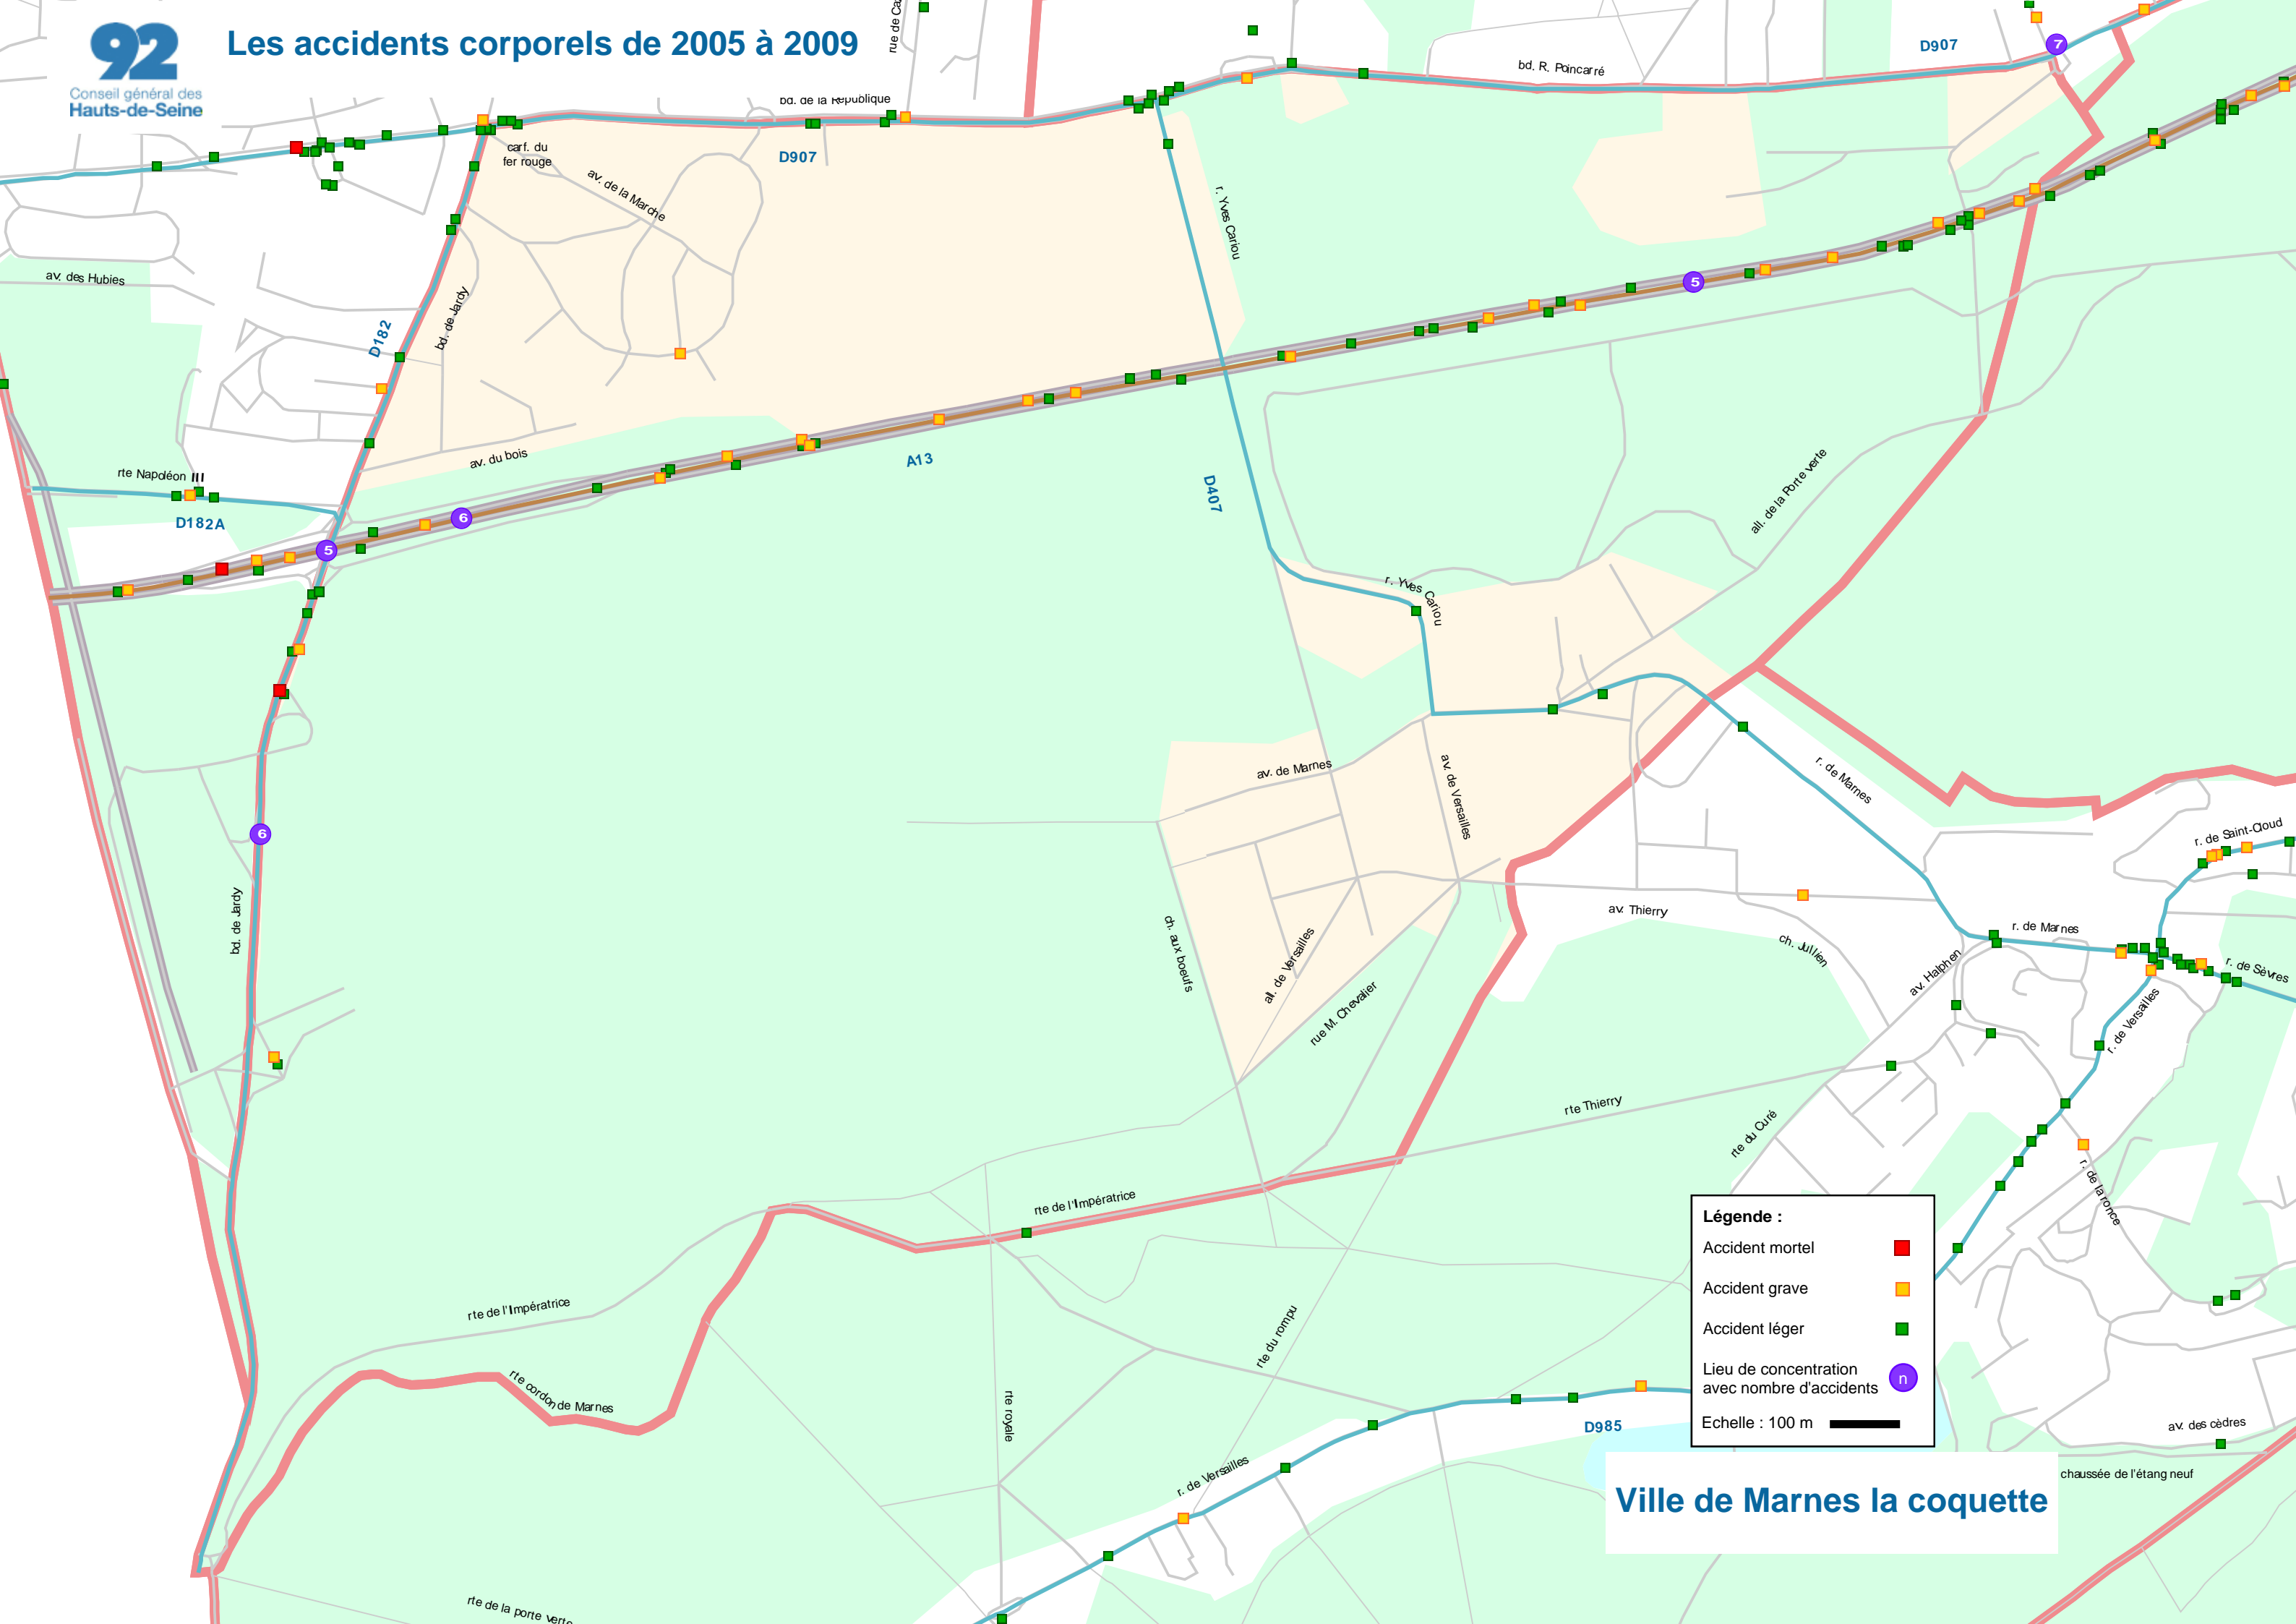 92
Conseil général des
Hauts-de-Seine
Les accidents corporels de 2005 à 2009
bd. de la République
D907
bd. R. Poincarré
D907
7
carf. du
fer rouge
av. de la Marche
r. Yves Cariou
av. des Hubies
D182
bd. de Jardy
5
rte Napoléon III
D182A
av. du bois
A13
D407
all. de la Porte verte
6
5
r. Yves Cariou
6
av. de Marnes
av. de Versailles
r. de Marnes
r. de Saint-Cloud
bd. de Jardy
ch. aux boeufs
all. de Versailles
rue M. Chevalier
av. Thierry
ch. Jullien
av. Halphen
r. de Marnes
r. de Sèvres
r. de Versailles
rte Thierry
rte du Curé
r. de la ronce
rte de l'Impératrice
rte de l'Impératrice
rte cordon de Marnes
rte du rompu
rte royale
r. de Versailles
D985
Légende :
Accident mortel
Accident grave
Accident léger
Lieu de concentration
avec nombre d'accidents
n
Echelle : 100 m
av. des cèdres
chaussée de l'étang neuf
Ville de Marnes la coquette
rte de la porte verte